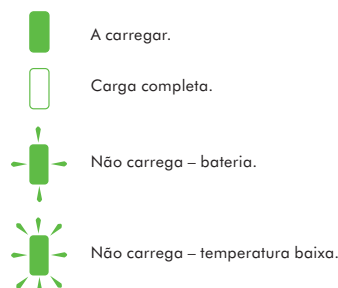 A carregar.
Carga completa.
Não carrega – bateria.
Não carrega – temperatura baixa.